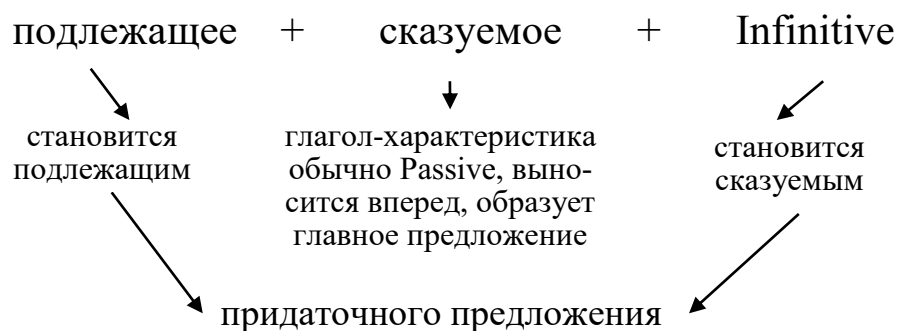 подлежащее + сказуемое + Infinitive
становится
подлежащим
глагол-характеристика
обычно Passive, выно-
сится вперед, образует
главное предложение
становится
сказуемым
придаточного предложения